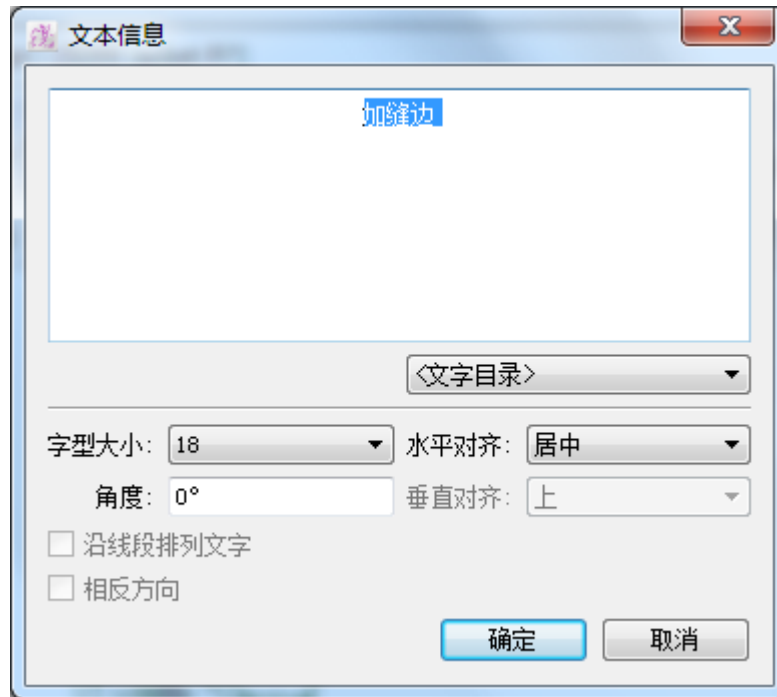 文本信息
加缝边
<文字目录>
字型大小: 18 水平对齐: 居中
角度: 0° 垂直对齐: 上
沿线段排列文字
相反方向
确定 取消